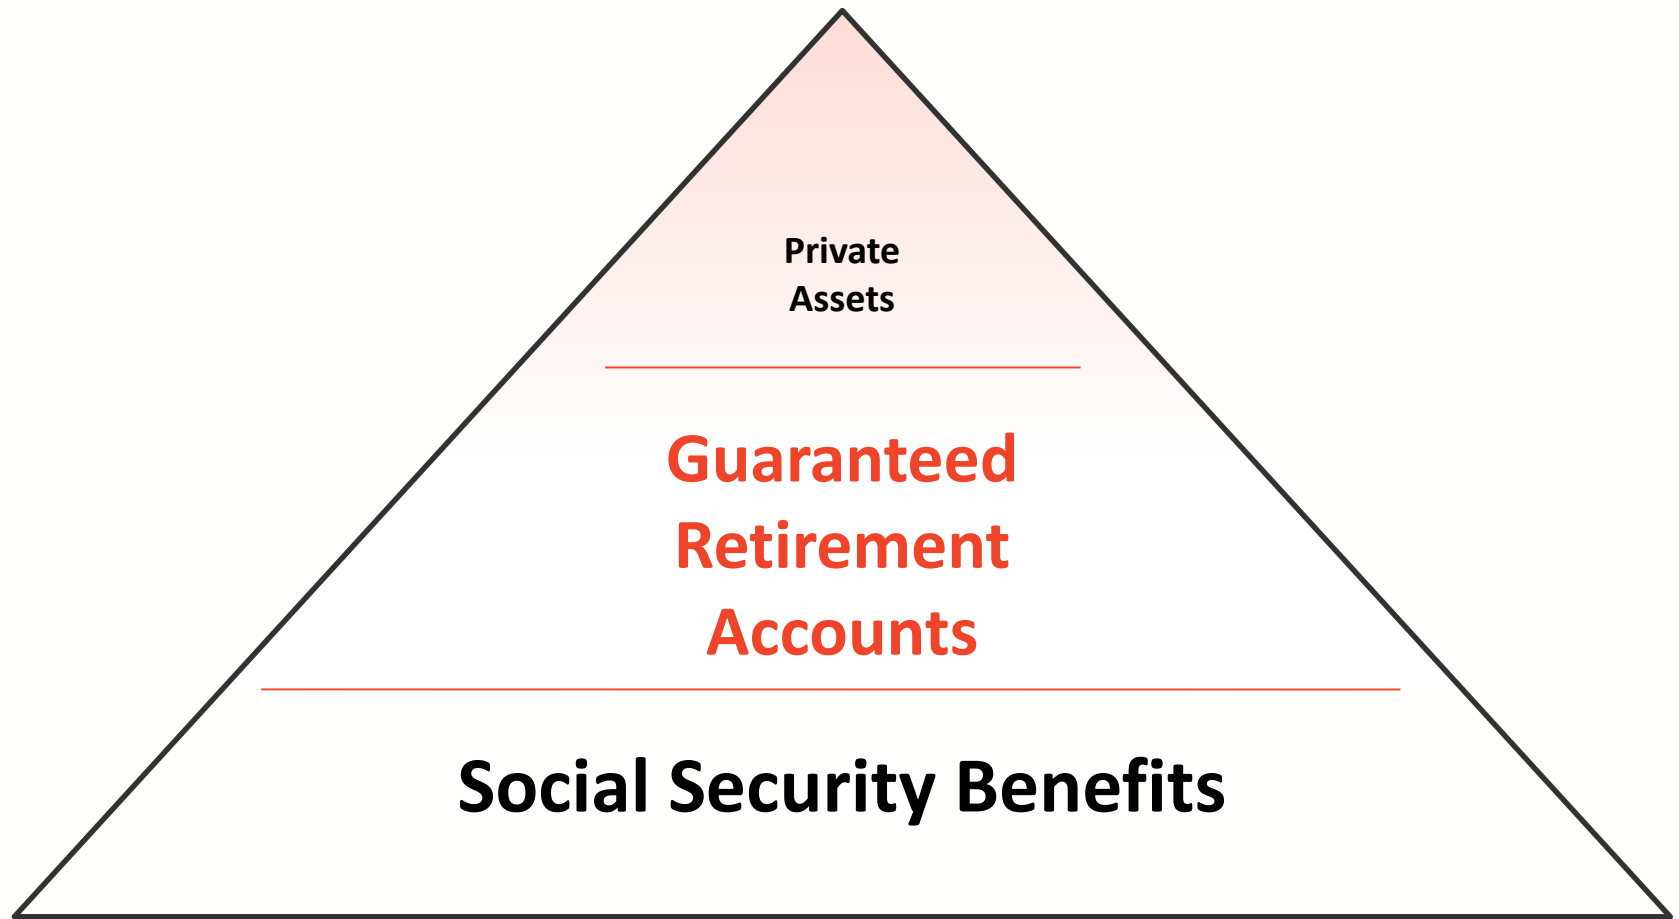 Private
Assets
Guaranteed
Retirement
Accounts
Social Security Benefits